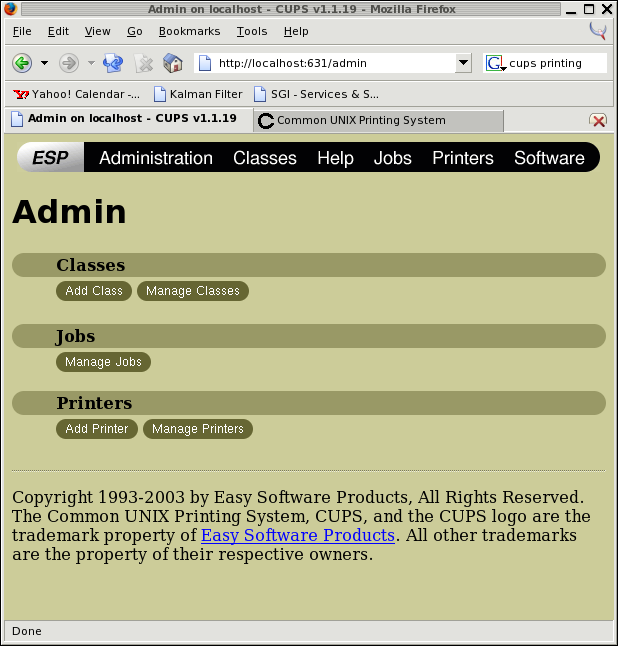 Admin on localhost - CUPS v1.1.19 - Mozilla Firefox
File Edit View Go Bookmarks Tools Help
http://localhost:631/admin G cups printing
Yahoo! Calendar -... Kalman Filter SGI - Services & S...
Admin on localhost - CUPS v1.1.19 Common UNIX Printing System
ESP Administration Classes Help Jobs Printers Software
Admin
Classes
Add Class Manage Classes
Jobs
Manage Jobs
Printers
Add Printer Manage Printers
Copyright 1993-2003 by Easy Software Products, All Rights Reserved.
The Common UNIX Printing System, CUPS, and the CUPS logo are the
trademark property of Easy Software Products. All other trademarks
are the property of their respective owners.
Done